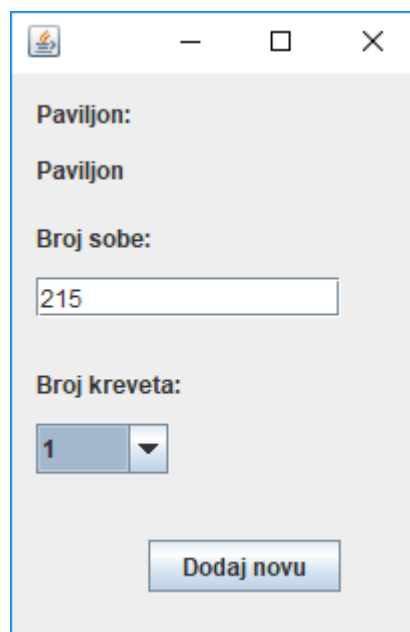 Paviljon:
Paviljon
Broj sobe:
215
Broj kreveta:
1
Dodaj novu